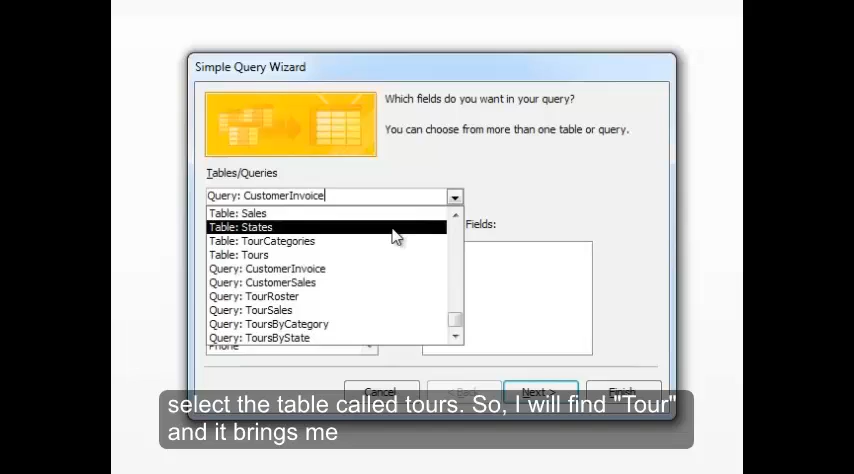 Simple Query Wizard
Which fields do you want in your query?
You can choose from more than one table or query.
Tables/Queries
Query: CustomerInvoice
Table: Sales
Table: States
Fields:
Table: TourCategories
Table: Tours
Query: CustomerInvoice
Query: CustomerSales
Query: TourRoster
Query: TourSales
Query: ToursByCategory
Query: ToursByState
Phone
Cancel
< Back
Next >
Finish
select the table called tours. So, I will find "Tour"
and it brings me